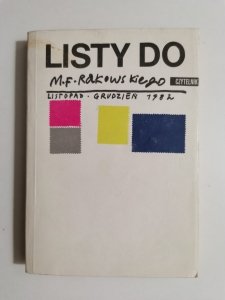 LISTY DO
M.F. Rakowskiego
CZYTELNIK
LISTOPAD - GRUDZIEŃ 1982